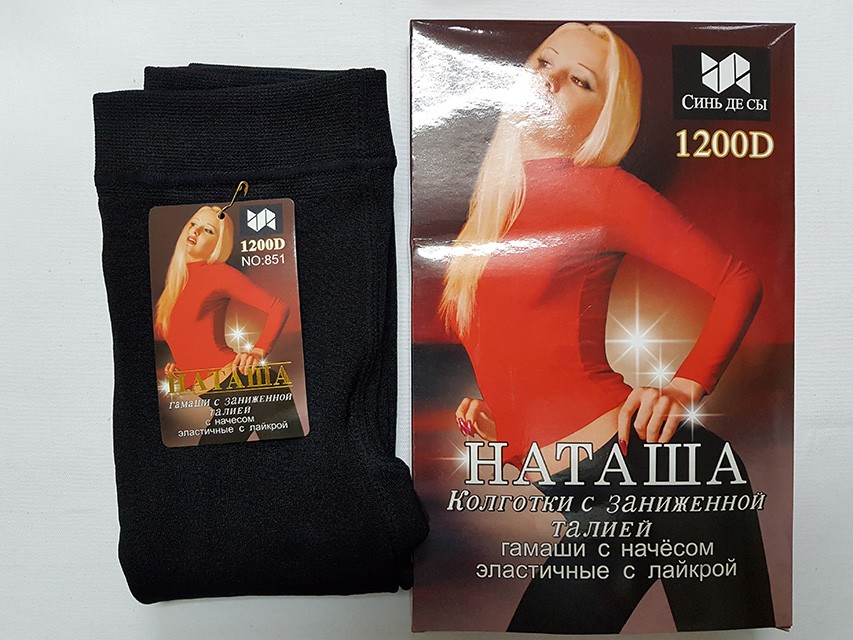 1200D
NO:851
НАТАША
гамаши с заниженной
талией
с начесом
эластичные с лайкрой
Синь де сы
1200D
НАТАША
Колготки с заниженной
талией
гамаши с начёсом
эластичные с лайкрой